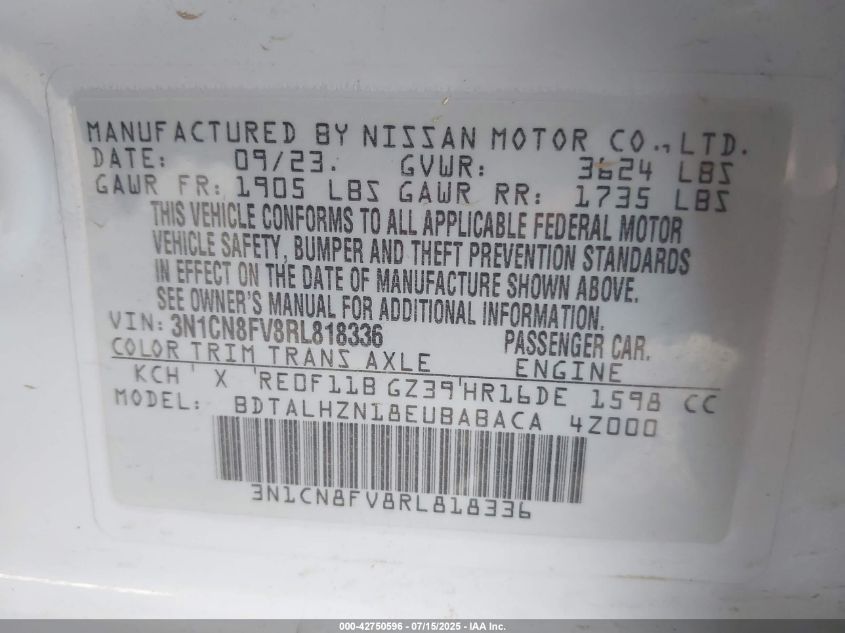 MANUFACTURED BY NISSAN MOTOR CO., LTD.
DATE: 09/23. GVWR: 3624 LBS
GAWR FR: 1905 LBS GAWR RR: 1735 LBS
THIS VEHICLE CONFORMS TO ALL APPLICABLE FEDERAL MOTOR
VEHICLE SAFETY, BUMPER AND THEFT PREVENTION STANDARDS
IN EFFECT ON THE DATE OF MANUFACTURE SHOWN ABOVE.
SEE OWNER'S MANUAL FOR ADDITIONAL INFORMATION.
VIN: 3N1CN8FV8RL818336 PASSENGER CAR.
COLOR TRIM TRANS AXLE ENGINE
KCH ' X 'RE0F11B GZ39'HR16DE 1598 CC
MODEL: BDTALHZN18EUBABACA 4Z000
3N1CN8FV8RL818336
000-42750596 - 07/15/2025 - IAA Inc.